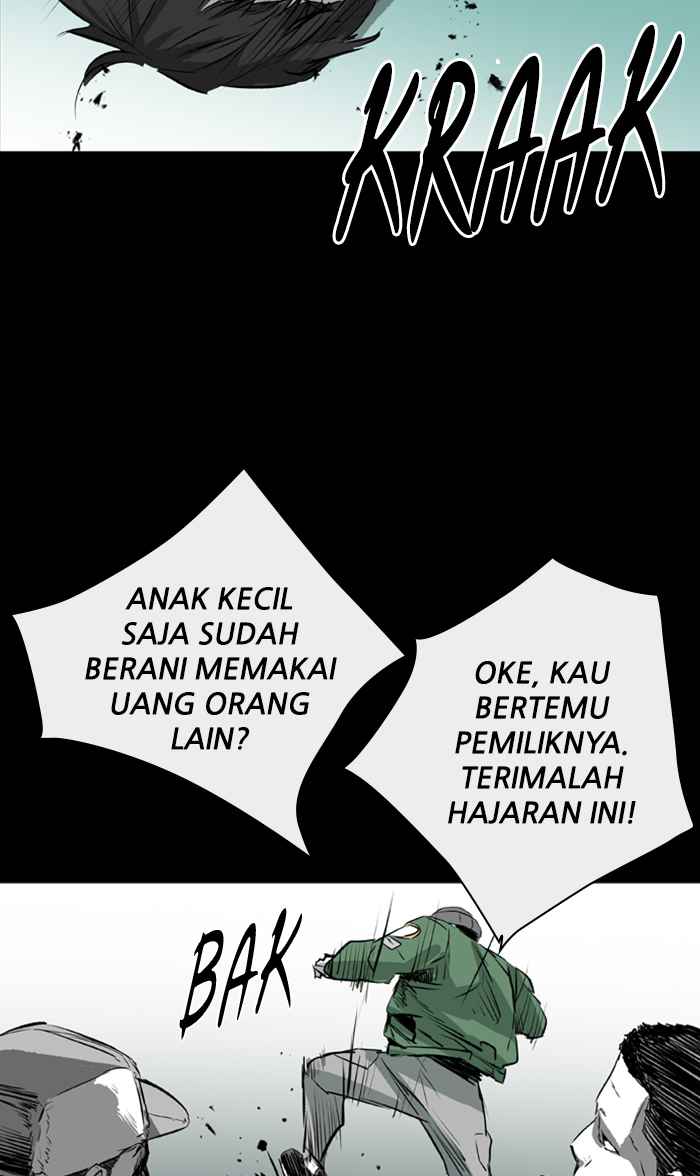 KRAAK
ANAK KECIL
SAJA SUDAH
BERANI MEMAKAI
UANG ORANG
LAIN?
OKE, KAU
BERTEMU
PEMILIKNYA.
TERIMALAH
HAJARAN INI!
BAK